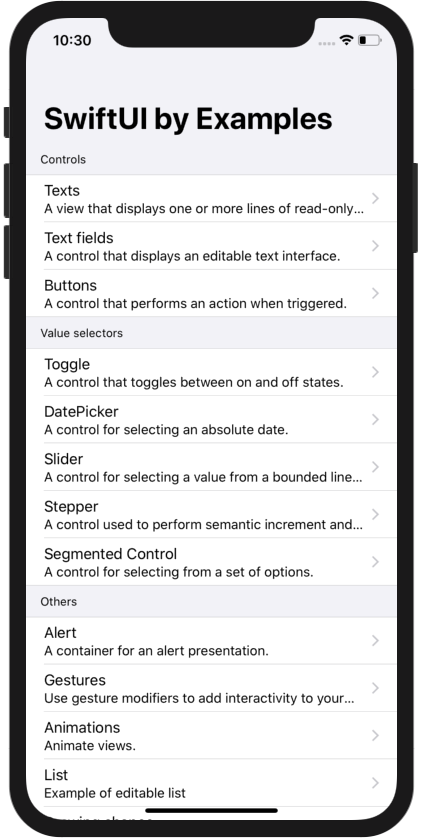 10:30
SwiftUI by Examples
Controls
Texts
A view that displays one or more lines of read-only...
Text fields
A control that displays an editable text interface.
Buttons
A control that performs an action when triggered.
Value selectors
Toggle
A control that toggles between on and off states.
DatePicker
A control for selecting an absolute date.
Slider
A control for selecting a value from a bounded line...
Stepper
A control used to perform semantic increment and...
Segmented Control
A control for selecting from a set of options.
Others
Alert
A container for an alert presentation.
Gestures
Use gesture modifiers to add interactivity to your...
Animations
Animate views.
List
Example of editable list